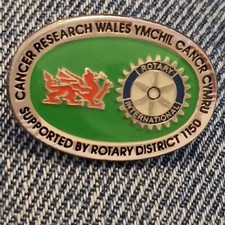 CANCER RESEARCH WALES YMCHIL CANCR CYMRU
ROTARY
INTERNATIONAL
SUPPORTED BY ROTARY DISTRICT 1150